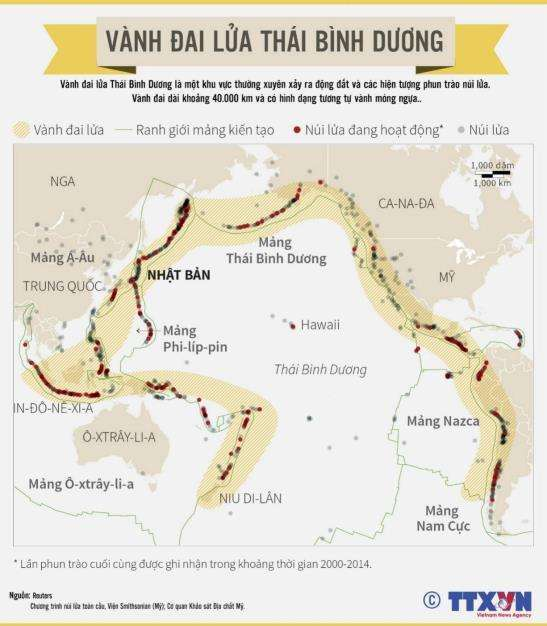 VÀNH ĐAI LỬA THÁI BÌNH DƯƠNG
Vành đai lửa Thái Bình Dương là một khu vực thường xuyên xảy ra động đất và các hiện tượng phun trào núi lửa.
Vành đai dài khoảng 40.000 km và có hình dạng tương tự vành móng ngựa..
Vành đai lửa
Ranh giới mảng kiến tạo
Núi lửa đang hoạt động*
Núi lửa
1,000 dặm
1,000 km
NGA
CA-NA-ĐA
Mảng Á-Âu
Mảng
Thái Bình Dương
MỸ
NHẬT BẢN
TRUNG QUỐC
Hawaii
Mảng
Phi-líp-pin
Thái Bình Dương
IN-ĐÔ-NÊ-XI-A
Mảng Nazca
Ô-XTRÂY-LI-A
Mảng Ô-xtrây-li-a
NIU DI-LÂN
Mảng
Nam Cực
* Lần phun trào cuối cùng được ghi nhận trong khoảng thời gian 2000-2014.
Nguồn: Reuters
Chương trình núi lửa toàn cầu, Viện Smithsonian (Mỹ); Cơ quan Khảo sát Địa chất Mỹ.
© TTXVN
Vietnam News Agency